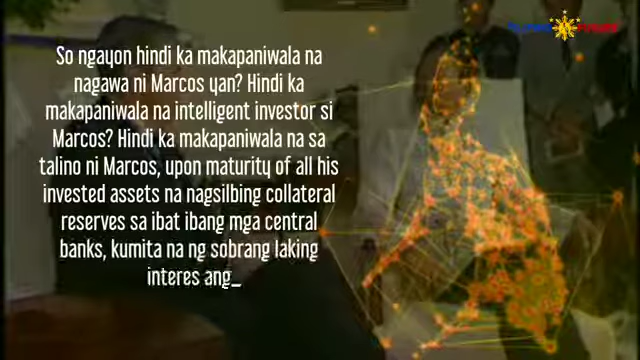 So ngayon hindi ka makapaniwala na
nagawa ni Marcos yan? Hindi ka
makapaniwala na intelligent investor si
Marcos? Hindi ka makapaniwala na sa
talino ni Marcos, upon maturity of all his
invested assets na nagsilbing collateral
reserves sa ibat ibang mga central
banks, kumita na ng sobrang laking
interes ang_